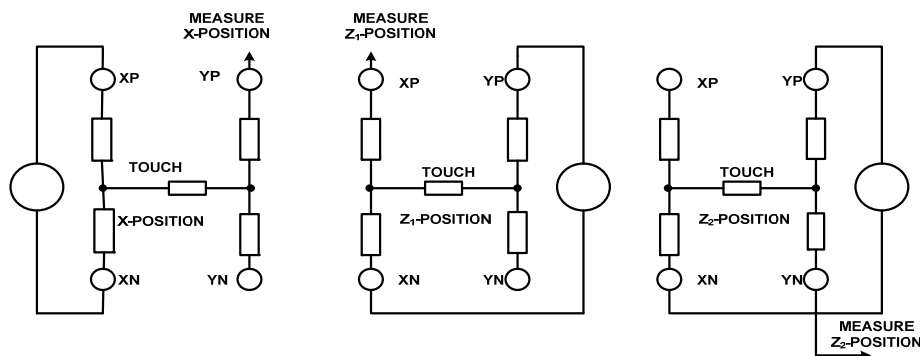 MEASURE
X-POSITION
XP
YP
TOUCH
X-POSITION
XN
YN
MEASURE
Z1-POSITION
XP
YP
TOUCH
Z1-POSITION
XN
YN
XP
YP
TOUCH
Z2-POSITION
XN
YN
MEASURE
Z2-POSITION